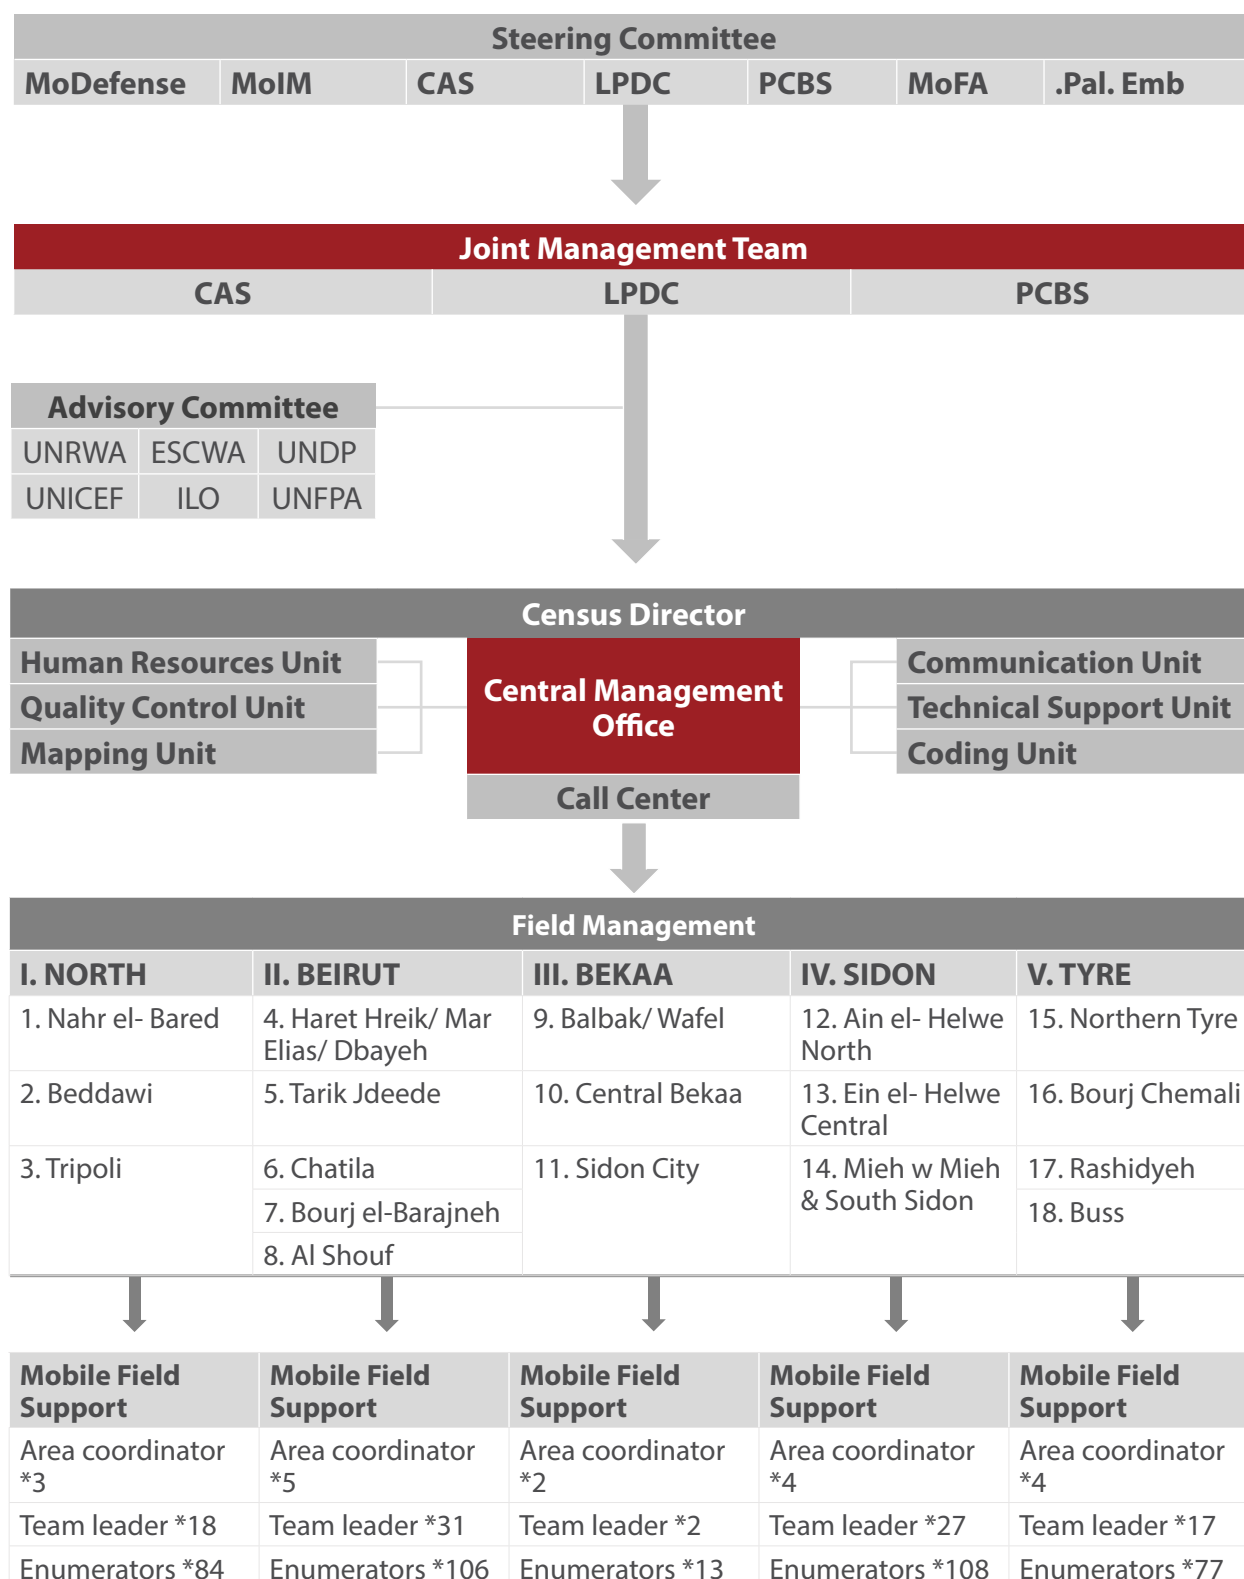 Steering Committee
MoDefense MoIM CAS LPDC PCBS MoFA .Pal. Emb
Joint Management Team
CAS LPDC PCBS
Advisory Committee
UNRWA ESCWA UNDP
UNICEF ILO UNFPA
Census Director
Human Resources Unit
Quality Control Unit
Mapping Unit
Central Management
Office
Call Center
Communication Unit
Technical Support Unit
Coding Unit
Field Management
I. NORTH II. BEIRUT III. BEKAA IV. SIDON V. TYRE
1. Nahr el- Bared 4. Haret Hreik/ Mar 9. Balbak/ Wafel 12. Ain el- Helwe 15. Northern Tyre
Elias/ Dbayeh North
2. Beddawi 5. Tarik Jdeede 10. Central Bekaa 13. Ein el- Helwe 16. Bourj Chemali
Central
3. Tripoli 6. Chatila 11. Sidon City 14. Mieh w Mieh 17. Rashidyeh
& South Sidon
7. Bourj el-Barajneh 18. Buss
8. Al Shouf
Mobile Field Mobile Field Mobile Field Mobile Field Mobile Field
Support Support Support Support Support
Area coordinator Area coordinator Area coordinator Area coordinator Area coordinator
*3 *5 *2 *4 *4
Team leader *18 Team leader *31 Team leader *2 Team leader *27 Team leader *17
Enumerators *84 Enumerators *106 Enumerators *13 Enumerators *108 Enumerators *77